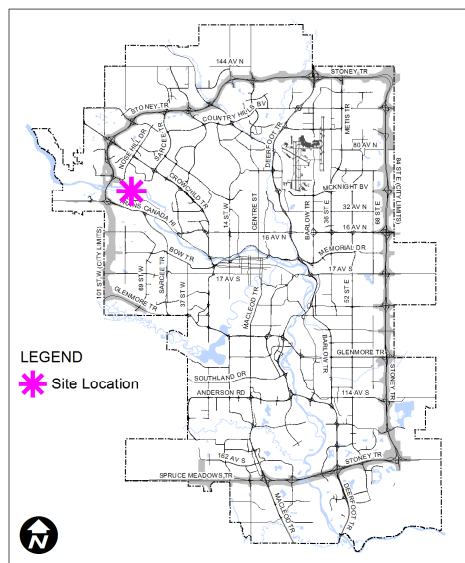 144 AV N
STONEY TR
STONEY TR
COUNTRY HILLS BV
NOSE HILL DR
SARCEE TR
DEERFOOT TR
METIS TR
80 AV N
CROWCHILD TR
MCKNIGHT BV
14 ST W
CENTRE ST
BARLOW TR
36 ST E
32 AV N
68 ST E
84 ST E (CITY LIMITS)
TRANS CANADA HI
16 AV N
16 AV N
MEMORIAL DR
BOW TR
101 ST W (CITY LIMITS)
69 ST W
SARCEE TR
37 ST W
17 AV S
17 AV S
52 ST E
GLENMORE TR
MACLEOD TR
BARLOW TR
GLENMORE TR
STONEY TR
LEGEND
Site Location
SOUTHLAND DR
ANDERSON RD
114 AV S
162 AV S
STONEY TR
SPRUCE MEADOWS TR
MACLEOD TR
DEERFOOT TR
N